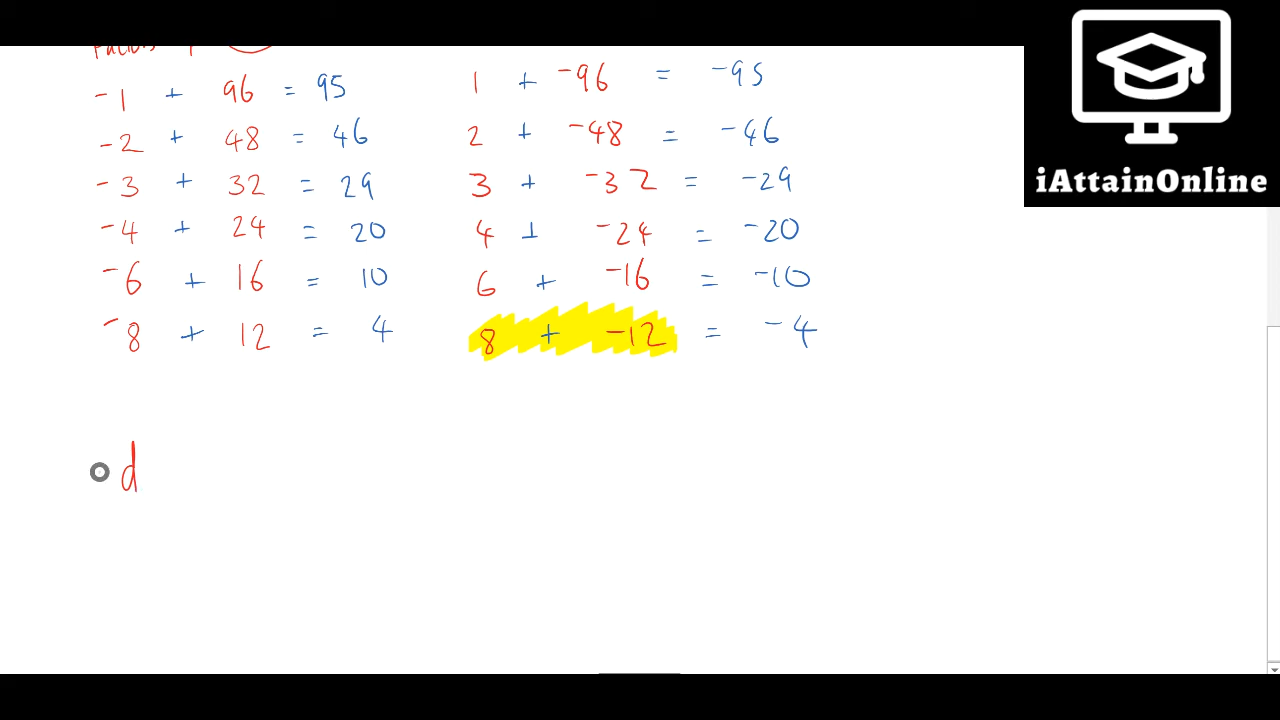 -1 + 96 = 95 1 + -96 = -95
-2 + 48 = 46 2 + -48 = -46
-3 + 32 = 29 3 + -32 = -29
-4 + 24 = 20 4 + -24 = -20
-6 + 16 = 10 6 + -16 = -10
-8 + 12 = 4 8 + -12 = -4
d
iAttainOnline